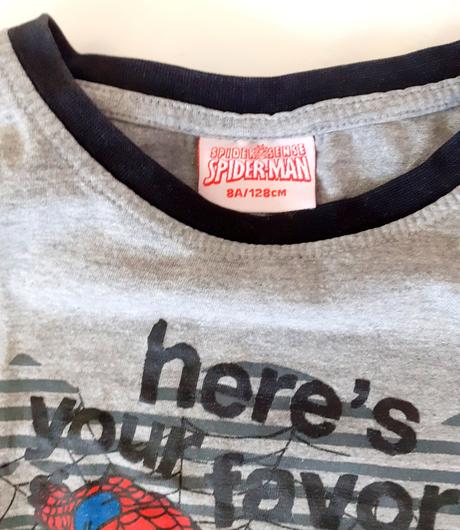 SPIDER SENSE
SPIDER-MAN
8A/128CM
here's
your
favor